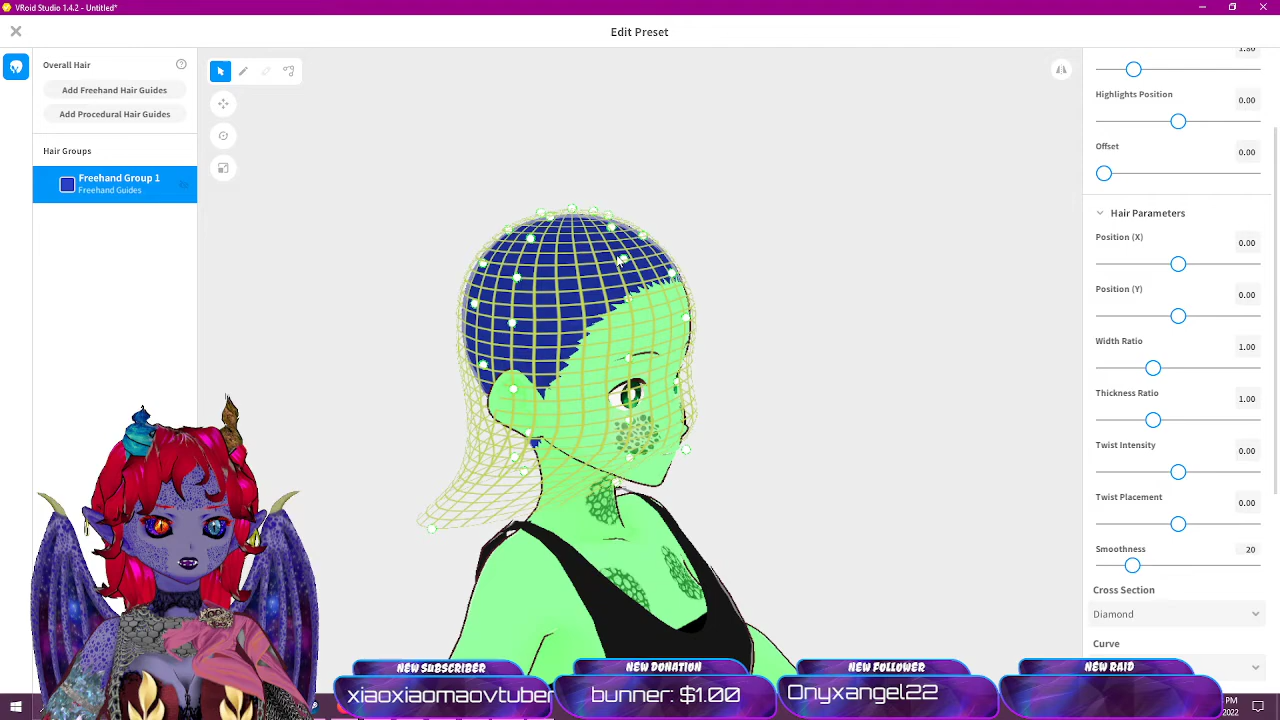 VRoid Studio 1.4.2 - Untitled*
Edit Preset
Overall Hair
Add Freehand Hair Guides
Add Procedural Hair Guides
Hair Groups
Freehand Group 1
Freehand Guides
1.80
Highlights Position
0.00
Offset
0.00
Hair Parameters
Position (X)
0.00
Position (Y)
0.00
Width Ratio
1.00
Thickness Ratio
1.00
Twist Intensity
0.00
Twist Placement
0.00
Smoothness
20
Cross Section
Diamond
Curve
NEW SUBSCRIBER
xiaoxiaomaovtuber
NEW DONATION
bunner: $1.00
NEW FOLLOWER
Onyxangel22
NEW RAID
PM